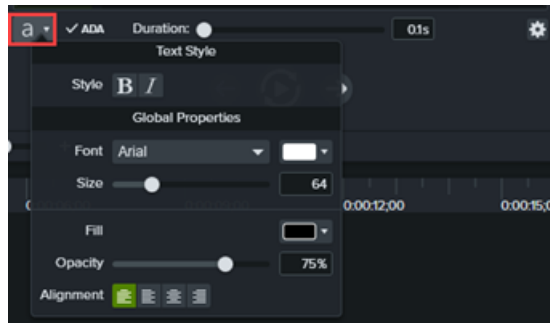 a ✓ ADA Duration: 0.1s
Text Style
Style B I
Global Properties
Font Arial
Size 64
0:00:12;00 0:00:15;0
Fill
Opacity 75%
Alignment